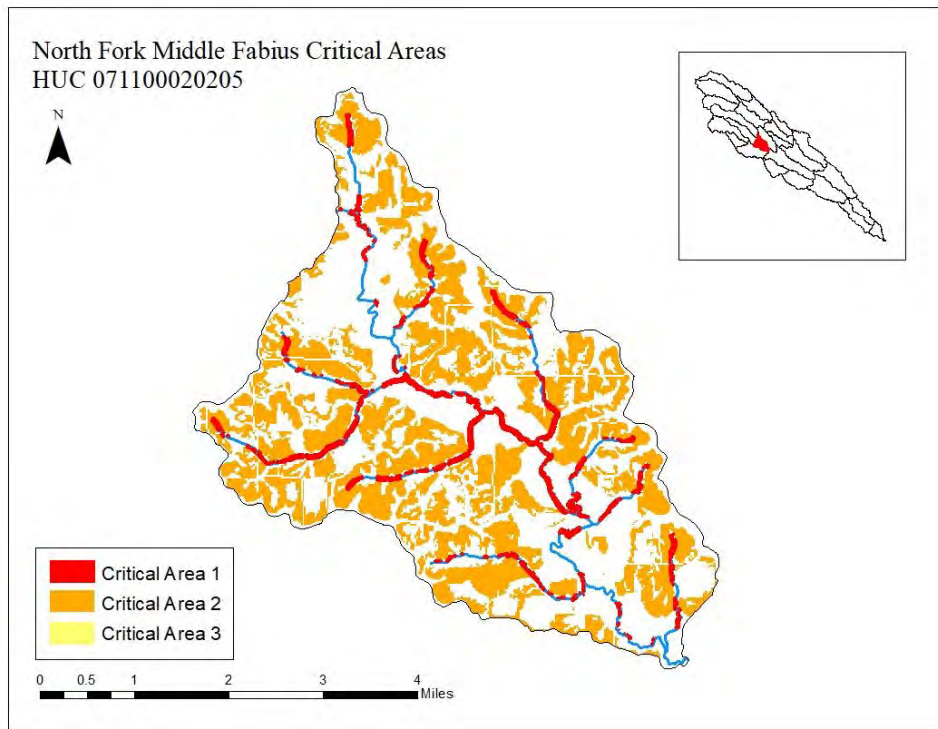 North Fork Middle Fabius Critical Areas
HUC 071100020205
N
Critical Area 1
Critical Area 2
Critical Area 3
0 0.5 1 2 3 4
Miles